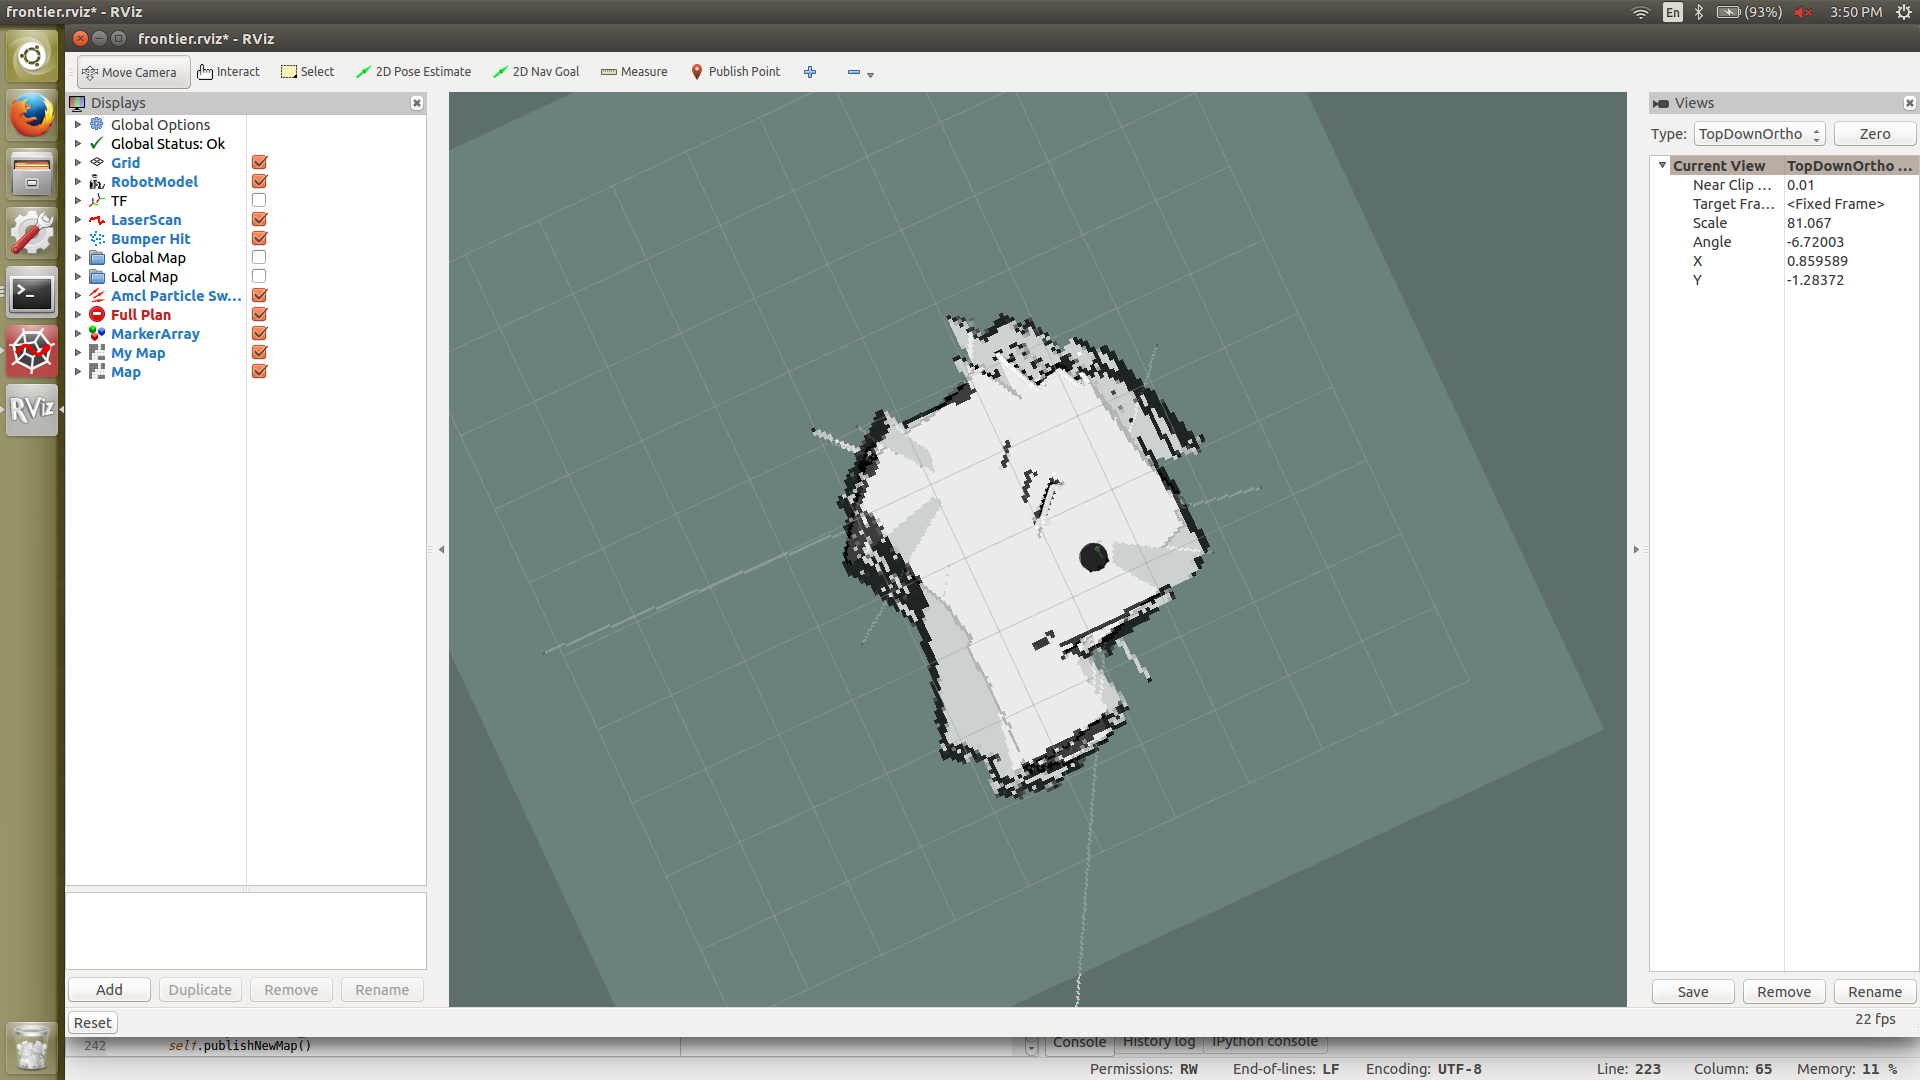 frontier.rviz* - RViz
En
(93%)
3:50 PM
frontier.rviz* - RViz
Move Camera
Interact
Select
2D Pose Estimate
2D Nav Goal
Measure
Publish Point
Displays
Global Options
Global Status: Ok
Grid
RobotModel
TF
LaserScan
Bumper Hit
Global Map
Local Map
Amcl Particle Sw...
Full Plan
MarkerArray
My Map
Map
Add
Duplicate
Remove
Rename
Reset
Views
Type: TopDownOrtho
Zero
Current View TopDownOrtho ...
Near Clip ... 0.01
Target Fra... <Fixed Frame>
Scale 81.067
Angle -6.72003
X 0.859589
Y -1.28372
Save
Remove
Rename
22 fps
RViz
242 self.publishNewMap()
Console
History log
IPython console
Permissions: RW
End-of-lines: LF
Encoding: UTF-8
Line: 223
Column: 65
Memory: 11 %